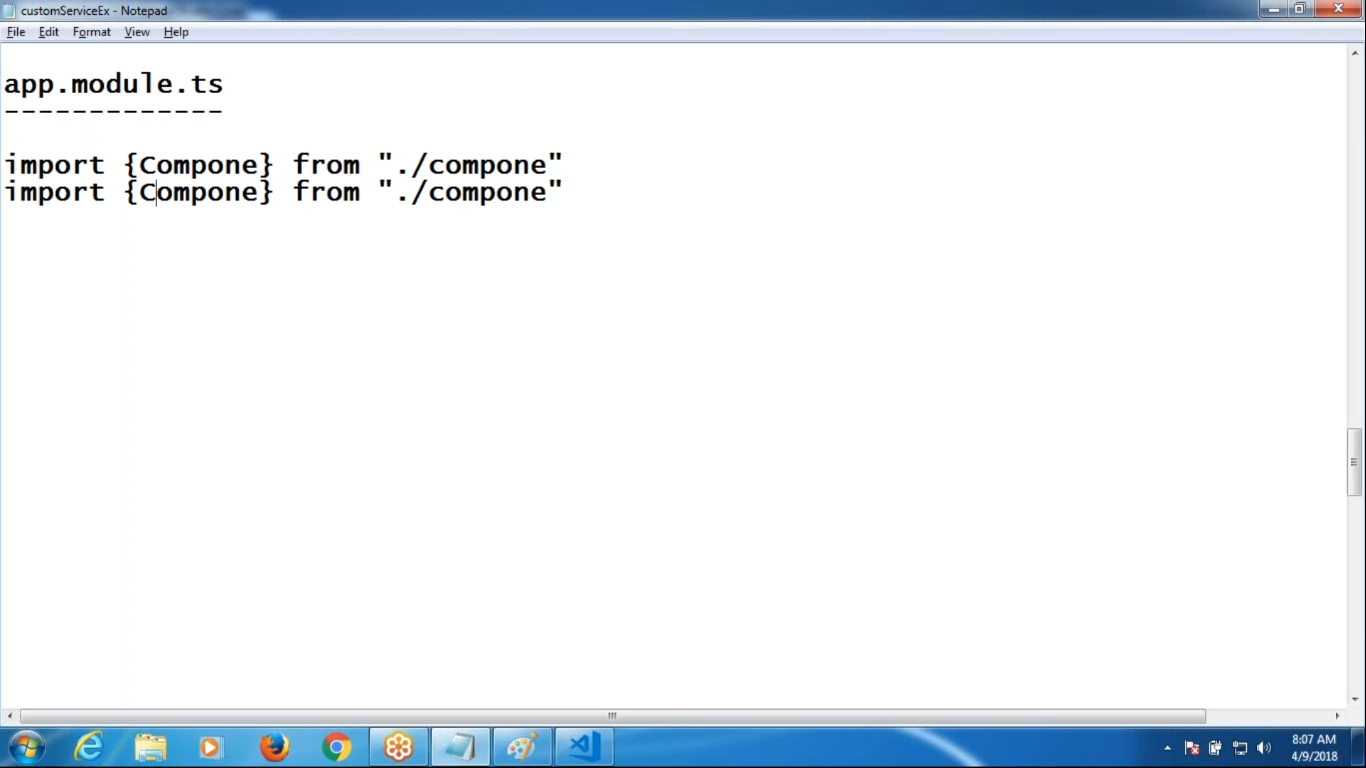 customServiceEx - Notepad
File Edit Format View Help
app.module.ts
-------------
import {Compone} from "./compone"
import {Compone} from "./compone"
8:07 AM
4/9/2018